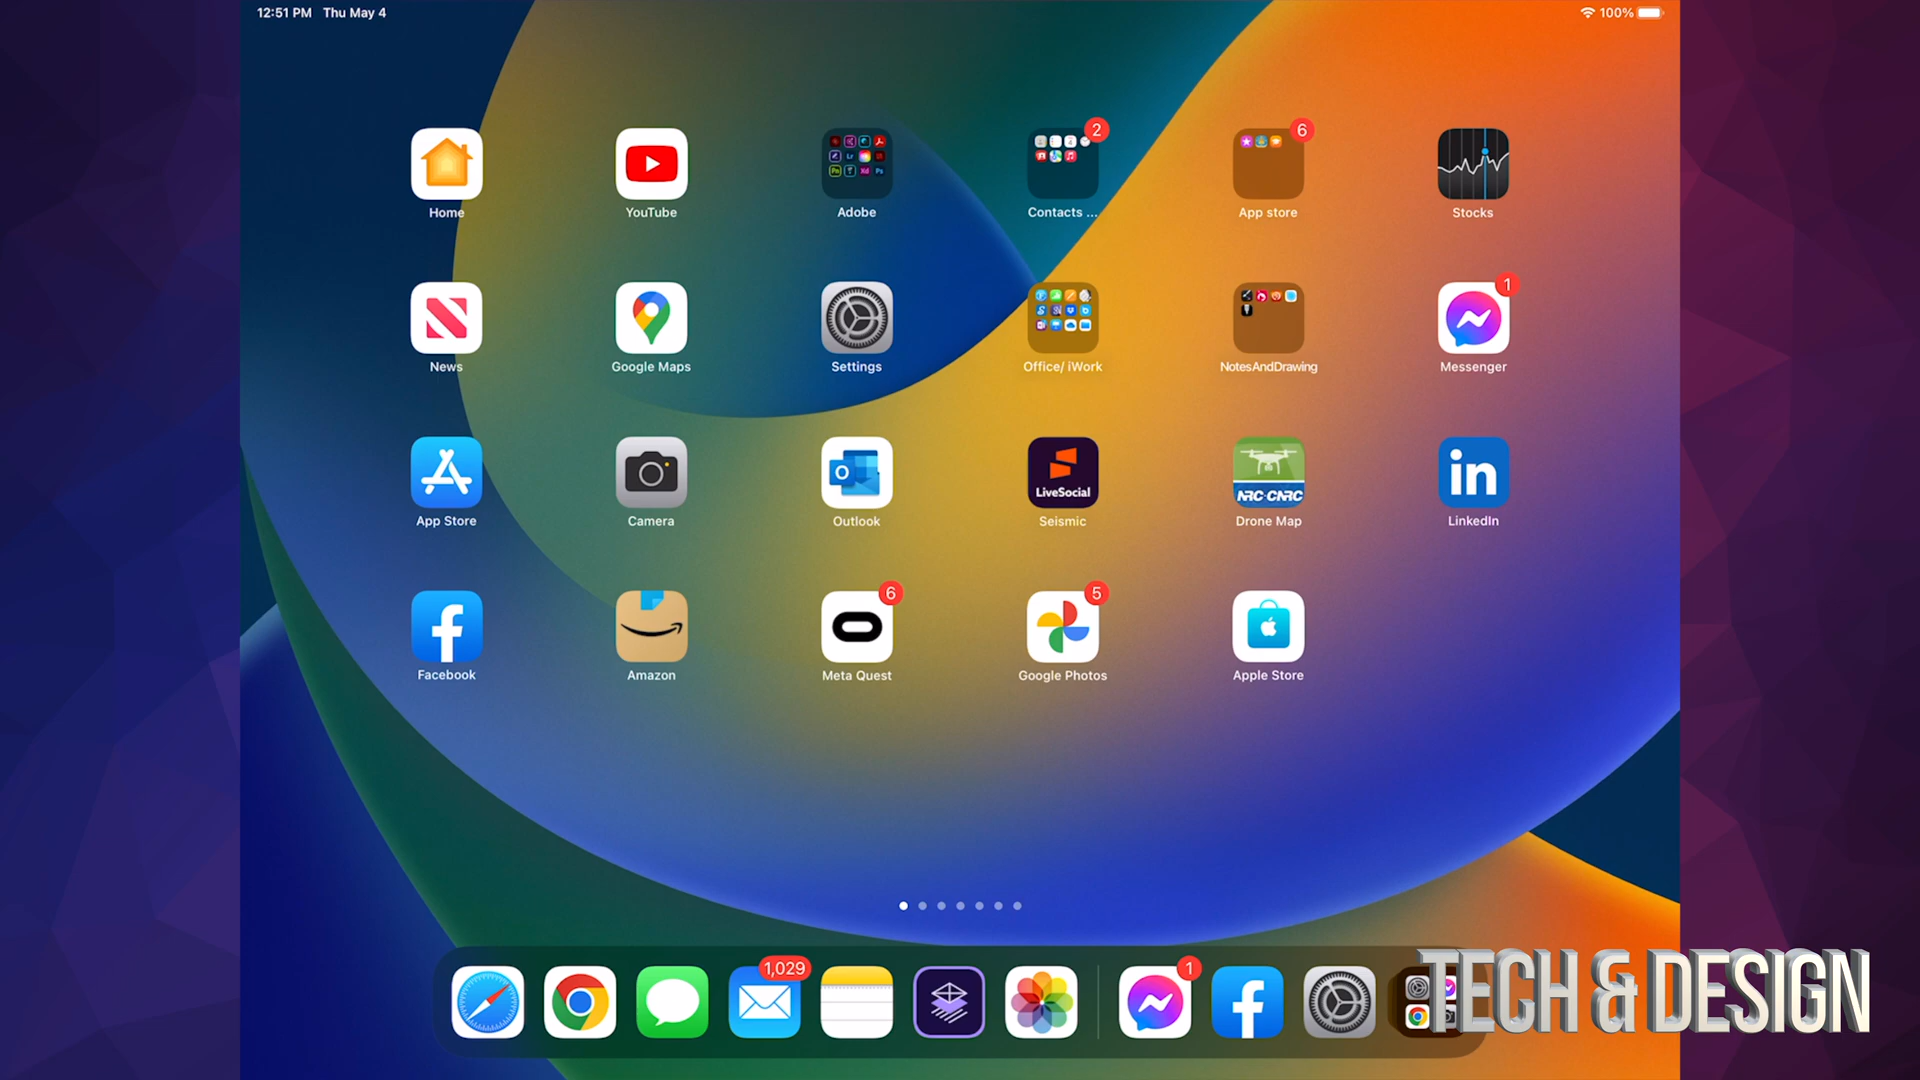 12:51 PM Thu May 4
100%
2
6
Home YouTube Adobe Contacts ... App store Stocks
1
News Google Maps Settings Office/ iWork NotesAndDrawing Messenger
LiveSocial
NRC·CNRC
in
App Store Camera Outlook Seismic Drone Map LinkedIn
6
5
Facebook Amazon Meta Quest Google Photos Apple Store
1,029
1
TECH & DESIGN